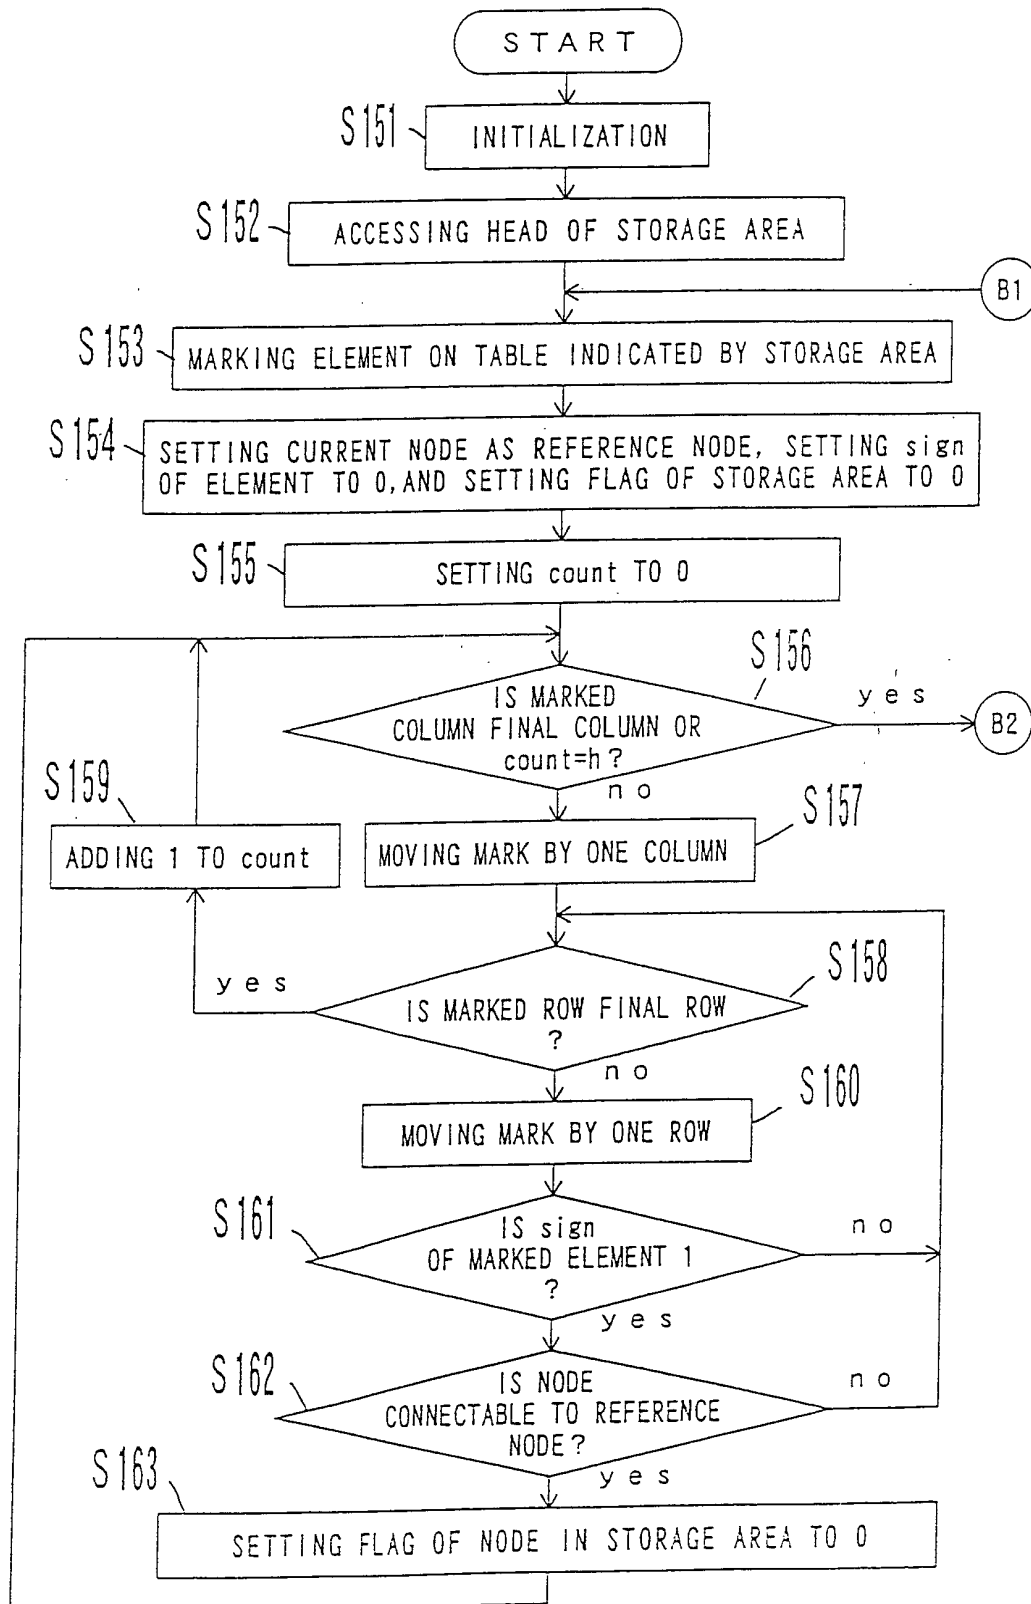 START
S151
INITIALIZATION
S152
ACCESSING HEAD OF STORAGE AREA
B1
S153
MARKING ELEMENT ON TABLE INDICATED BY STORAGE AREA
S154
SETTING CURRENT NODE AS REFERENCE NODE, SETTING sign
OF ELEMENT TO 0, AND SETTING FLAG OF STORAGE AREA TO 0
S155
SETTING count TO 0
S156
IS MARKED
COLUMN FINAL COLUMN OR
count=h?
yes
B2
no
S159
ADDING 1 TO count
S157
MOVING MARK BY ONE COLUMN
S158
yes
IS MARKED ROW FINAL ROW
?
no
S160
MOVING MARK BY ONE ROW
S161
IS sign
OF MARKED ELEMENT 1
?
no
yes
S162
IS NODE
CONNECTABLE TO REFERENCE
NODE?
no
yes
S163
SETTING FLAG OF NODE IN STORAGE AREA TO 0